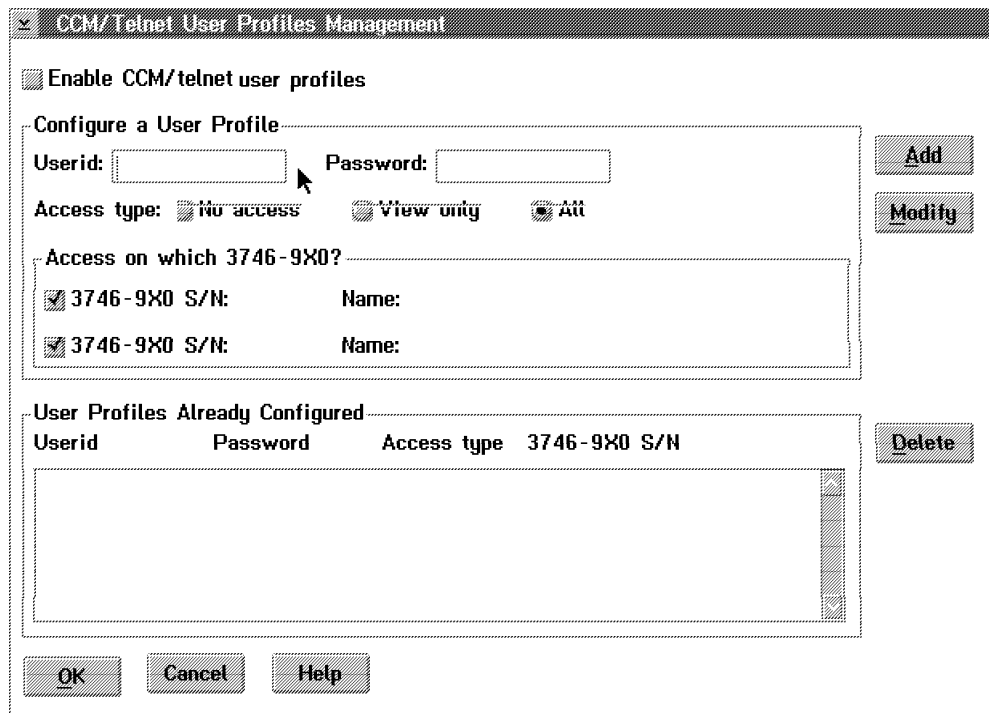 CCM/Telnet User Profiles Management
Enable CCM/telnet user profiles
Configure a User Profile
Userid: Password:
Add
Access type: No access View only All
Modify
Access on which 3746-9X0?
3746-9X0 S/N: Name:
3746-9X0 S/N: Name:
User Profiles Already Configured
Userid Password Access type 3746-9X0 S/N
Delete
OK Cancel Help